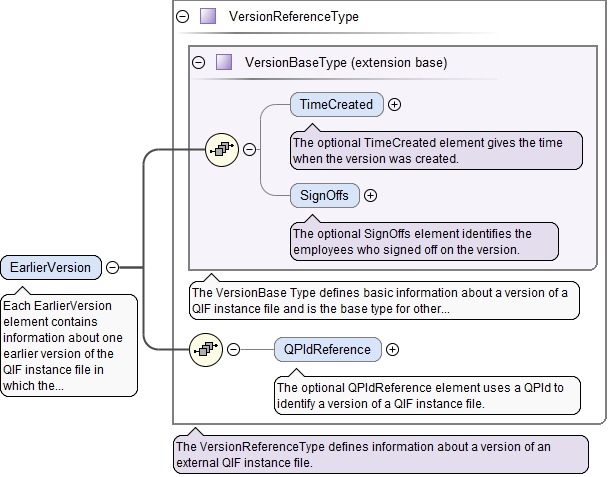 VersionReferenceType
VersionBaseType (extension base)
TimeCreated
The optional TimeCreated element gives the time
when the version was created.
SignOffs
The optional SignOffs element identifies the
employees who signed off on the version.
EarlierVersion
Each EarlierVersion
element contains
information about one
earlier version of the
QIF instance file in
which the...
The VersionBase Type defines basic information about a version of a
QIF instance file and is the base type for other...
QPIdReference
The optional QPIdReference element uses a QPId to
identify a version of a QIF instance file.
The VersionReferenceType defines information about a version of an
external QIF instance file.